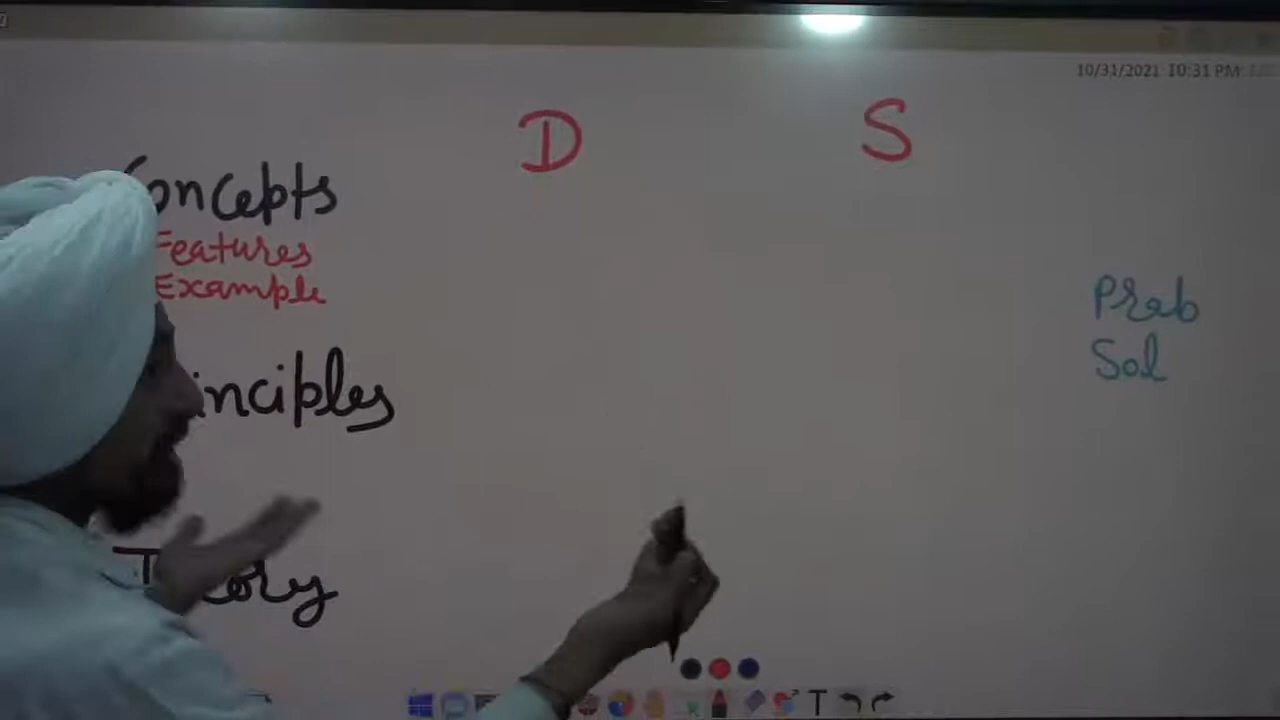 10/31/2021 10:31 PM
D
S
Concepts
Features
Example
Prob
Sol
Principles
Theory
T